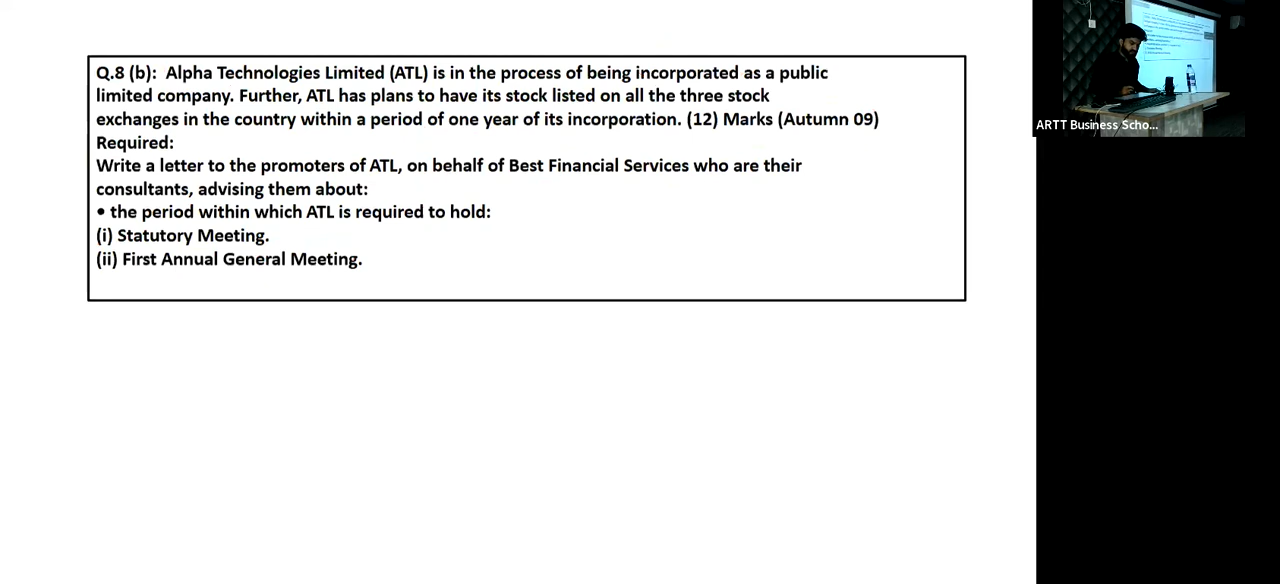 Q.8 (b): Alpha Technologies Limited (ATL) is in the process of being incorporated as a public
limited company. Further, ATL has plans to have its stock listed on all the three stock
exchanges in the country within a period of one year of its incorporation. (12) Marks (Autumn 09)
Required:
Write a letter to the promoters of ATL, on behalf of Best Financial Services who are their
consultants, advising them about:
• the period within which ATL is required to hold:
(i) Statutory Meeting.
(ii) First Annual General Meeting.
ARTT Business Scho...